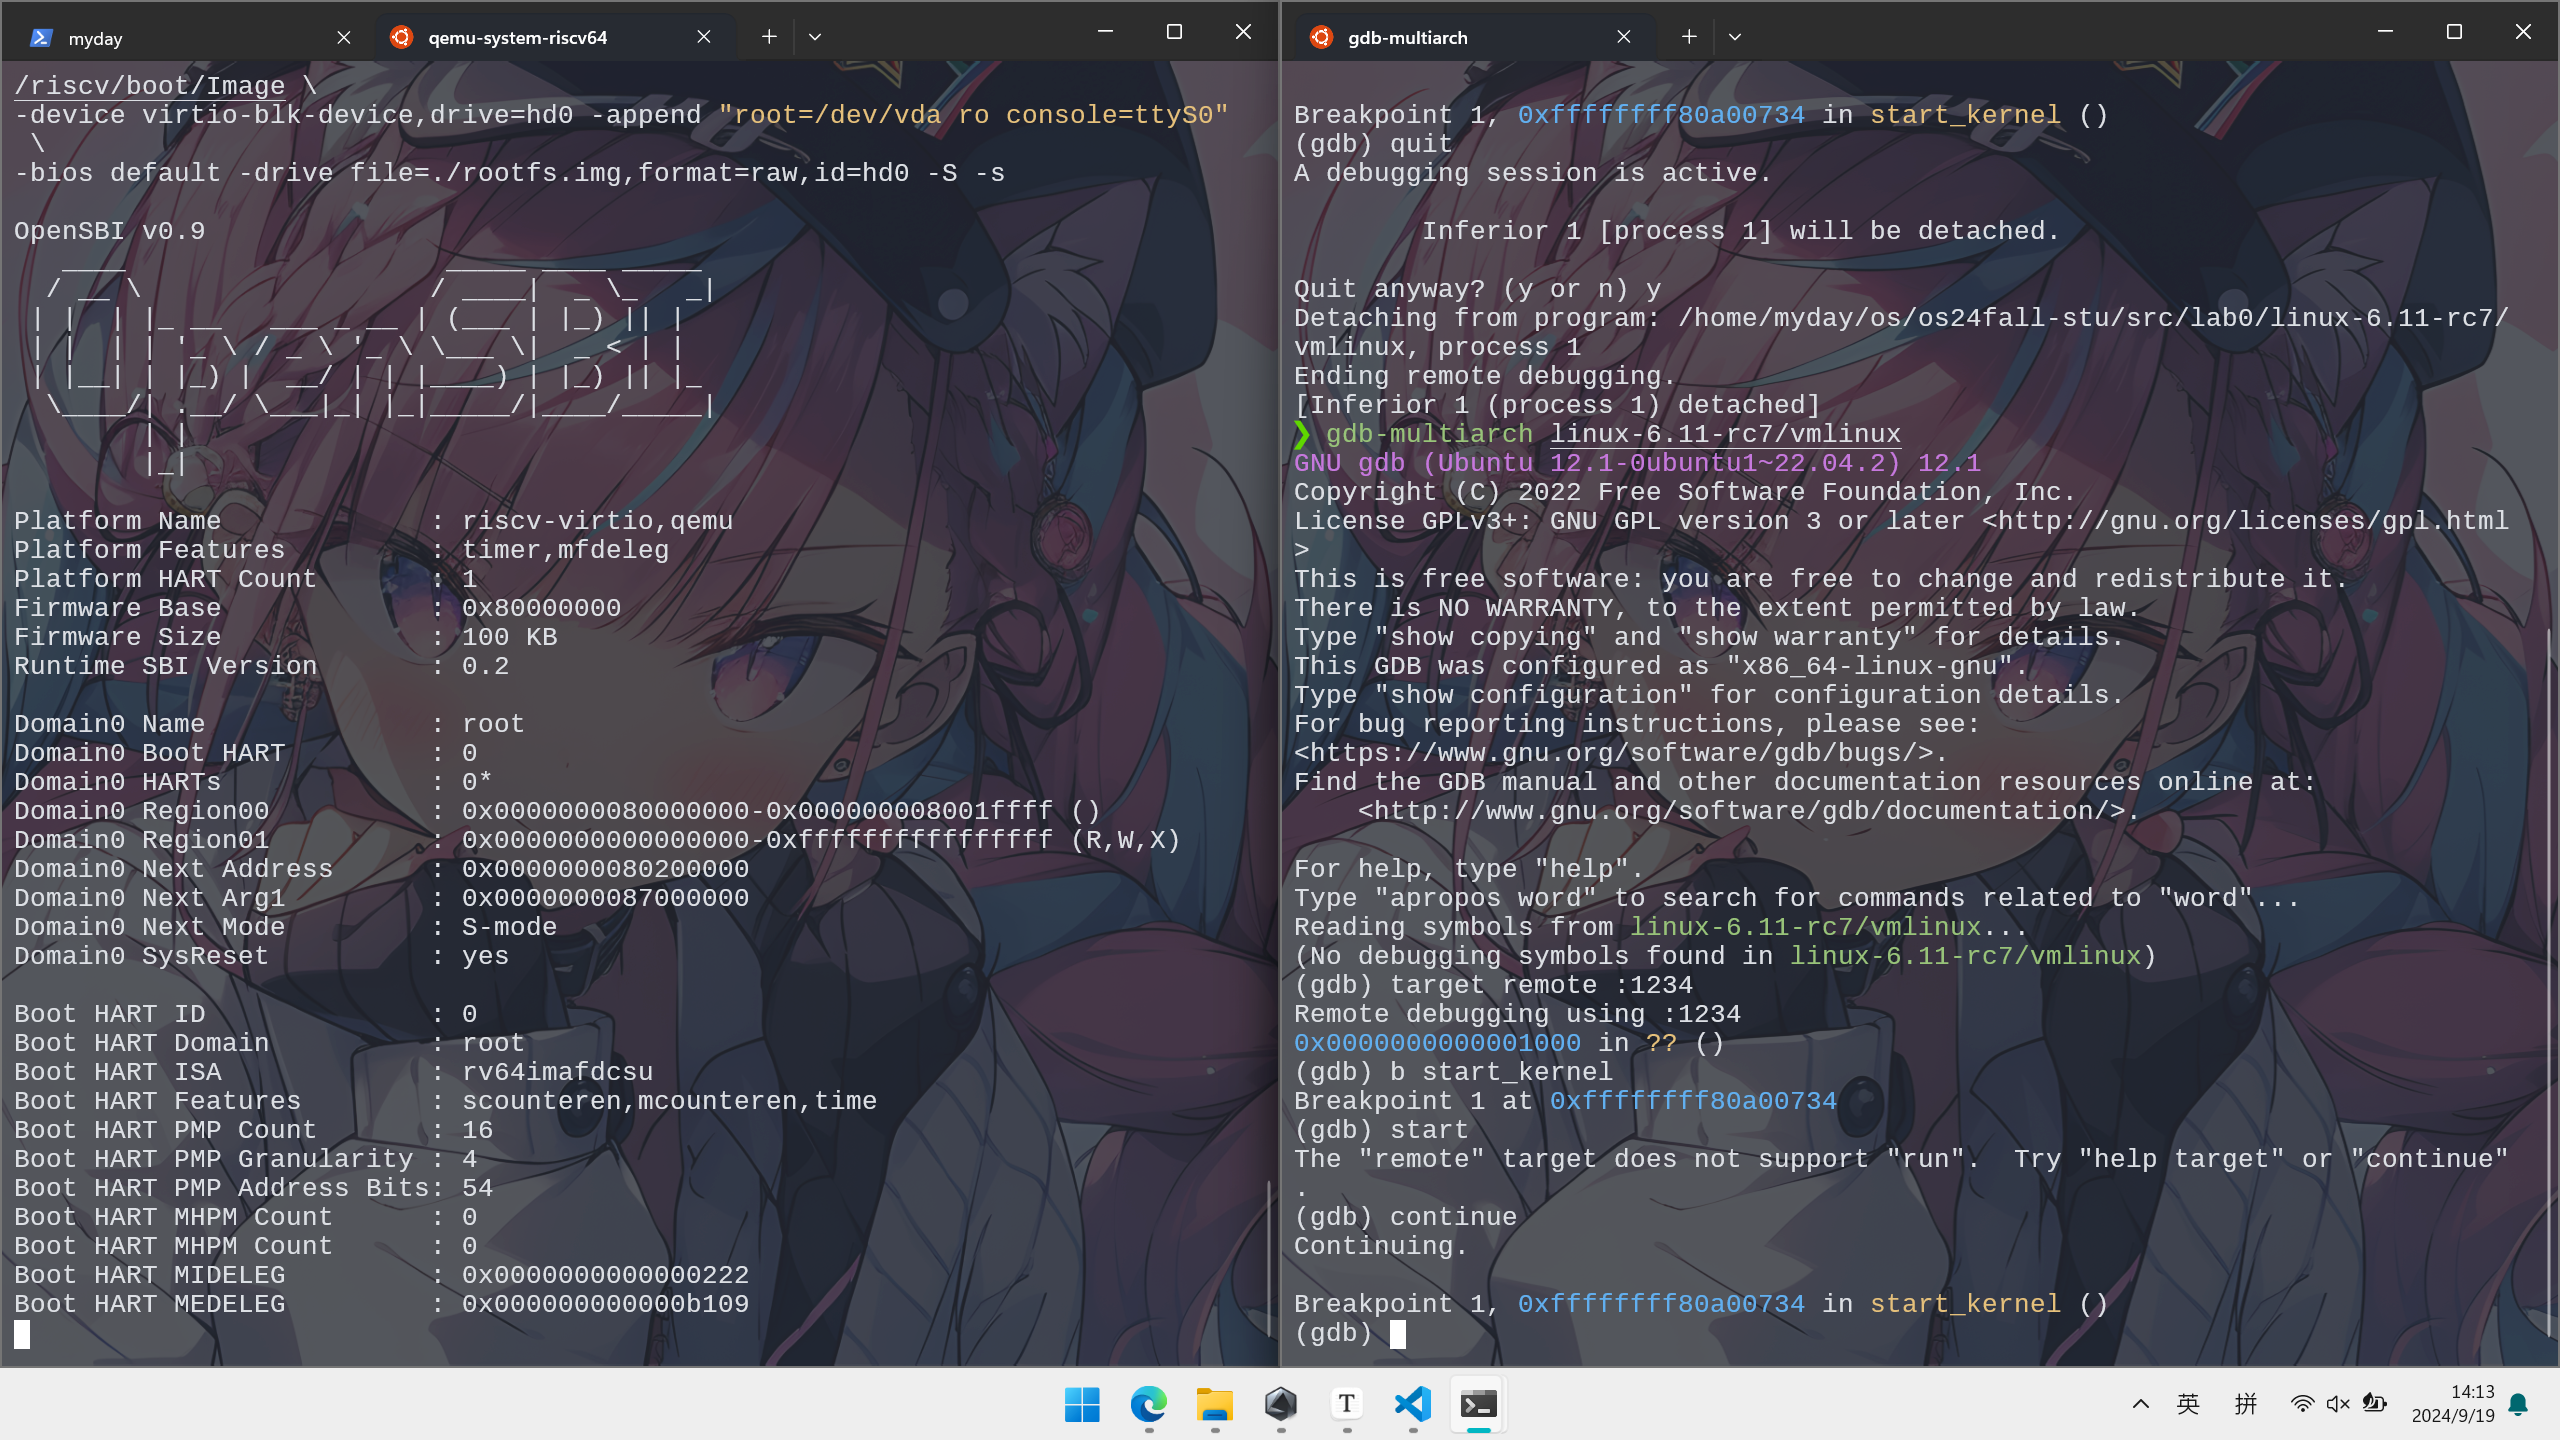 myday
qemu-system-riscv64
/riscv/boot/Image \
-device virtio-blk-device,drive=hd0 -append "root=/dev/vda ro console=ttyS0"
 \
-bios default -drive file=./rootfs.img,format=raw,id=hd0 -S -s
OpenSBI v0.9
   ____                    _____ ____ _____
  / __ \                  / ____|  _ \_   _|
 | |  | |_ __   ___ _ __ | (___ | |_) || |
 | |  | | '_ \ / _ \ '_ \ \___ \|  _ < | |
 | |__| | |_) |  __/ | | |____) | |_) || |_
  \____/| .__/ \___|_| |_|_____/|____/_____|
        | |
        |_|
Platform Name             : riscv-virtio,qemu
Platform Features         : timer,mfdeleg
Platform HART Count       : 1
Firmware Base             : 0x80000000
Firmware Size             : 100 KB
Runtime SBI Version       : 0.2
Domain0 Name              : root
Domain0 Boot HART         : 0
Domain0 HARTs             : 0*
Domain0 Region00          : 0x0000000080000000-0x000000008001ffff ()
Domain0 Region01          : 0x0000000000000000-0xffffffffffffffff (R,W,X)
Domain0 Next Address      : 0x0000000080200000
Domain0 Next Arg1         : 0x0000000087000000
Domain0 Next Mode         : S-mode
Domain0 SysReset          : yes
Boot HART ID              : 0
Boot HART Domain          : root
Boot HART ISA             : rv64imafdcsu
Boot HART Features        : scounteren,mcounteren,time
Boot HART PMP Count       : 16
Boot HART PMP Granularity : 4
Boot HART PMP Address Bits: 54
Boot HART MHPM Count      : 0
Boot HART MHPM Count      : 0
Boot HART MIDELEG         : 0x0000000000000222
Boot HART MEDELEG         : 0x000000000000b109
gdb-multiarch
Breakpoint 1, 0xffffffff80a00734 in start_kernel ()
(gdb) quit
A debugging session is active.
        Inferior 1 [process 1] will be detached.
Quit anyway? (y or n) y
Detaching from program: /home/myday/os/os24fall-stu/src/lab0/linux-6.11-rc7/
vmlinux, process 1
Ending remote debugging.
[Inferior 1 (process 1) detached]
❯ gdb-multiarch linux-6.11-rc7/vmlinux
GNU gdb (Ubuntu 12.1-0ubuntu1~22.04.2) 12.1
Copyright (C) 2022 Free Software Foundation, Inc.
License GPLv3+: GNU GPL version 3 or later <http://gnu.org/licenses/gpl.html
>
This is free software: you are free to change and redistribute it.
There is NO WARRANTY, to the extent permitted by law.
Type "show copying" and "show warranty" for details.
This GDB was configured as "x86_64-linux-gnu".
Type "show configuration" for configuration details.
For bug reporting instructions, please see:
<https://www.gnu.org/software/gdb/bugs/>.
Find the GDB manual and other documentation resources online at:
    <http://www.gnu.org/software/gdb/documentation/>.
For help, type "help".
Type "apropos word" to search for commands related to "word"...
Reading symbols from linux-6.11-rc7/vmlinux...
(No debugging symbols found in linux-6.11-rc7/vmlinux)
(gdb) target remote :1234
Remote debugging using :1234
0x0000000000001000 in ?? ()
(gdb) b start_kernel
Breakpoint 1 at 0xffffffff80a00734
(gdb) start
The "remote" target does not support "run".  Try "help target" or "continue"
.
(gdb) continue
Continuing.
Breakpoint 1, 0xffffffff80a00734 in start_kernel ()
(gdb)
英 拼
14:13
2024/9/19